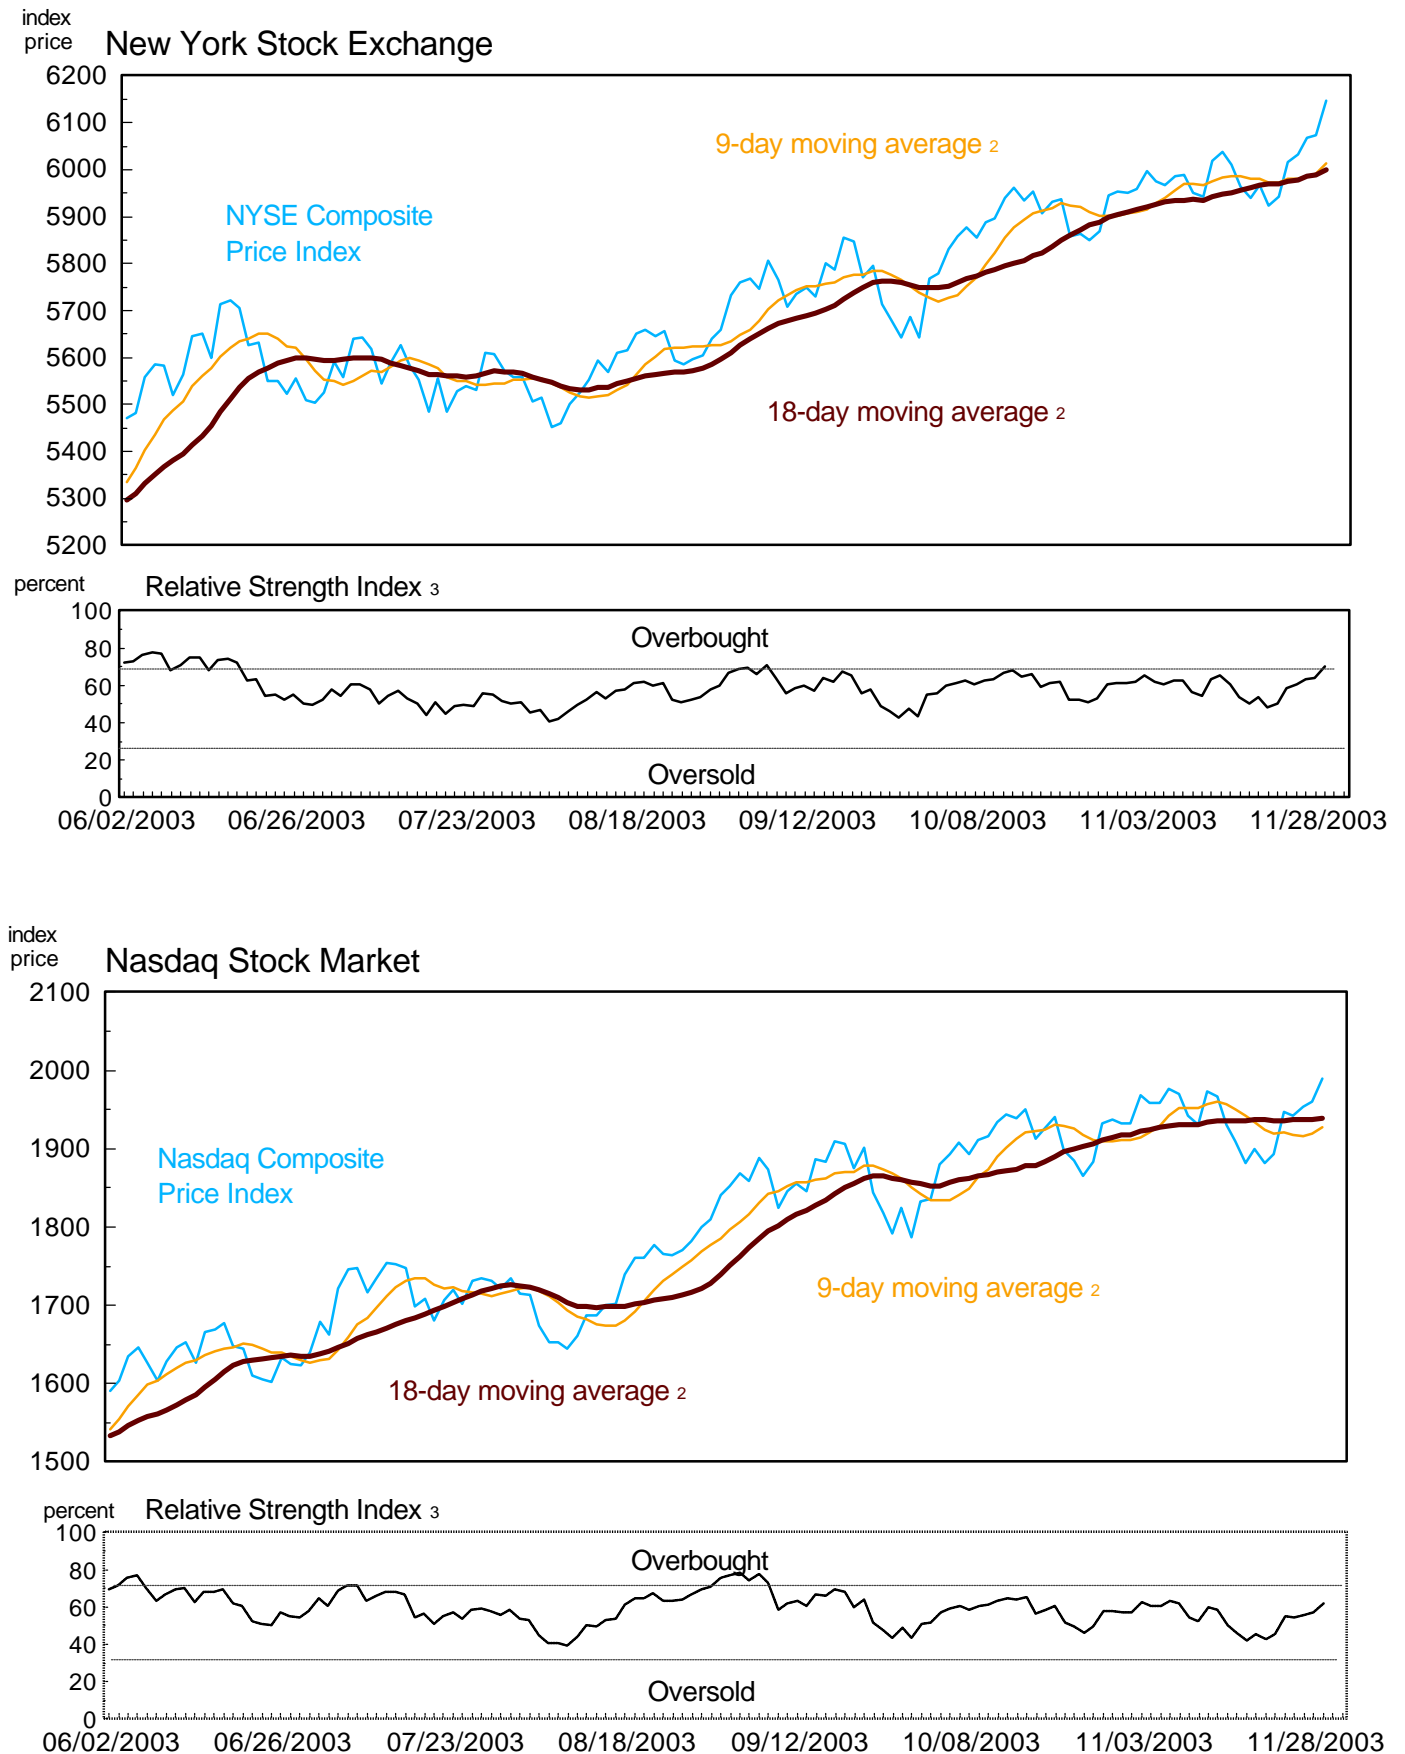 index
price
New York Stock Exchange
6200
6100
6000
5900
5800
5700
5600
5500
5400
5300
5200
9-day moving average 2
NYSE Composite
Price Index
18-day moving average 2
percent
Relative Strength Index 3
100
80
60
40
20
0
Overbought
Oversold
06/02/2003 06/26/2003 07/23/2003 08/18/2003 09/12/2003 10/08/2003 11/03/2003 11/28/2003
index
price
Nasdaq Stock Market
2100
2000
1900
1800
1700
1600
1500
Nasdaq Composite
Price Index
9-day moving average 2
18-day moving average 2
percent
Relative Strength Index 3
100
80
60
40
20
0
Overbought
Oversold
06/02/2003 06/26/2003 07/23/2003 08/18/2003 09/12/2003 10/08/2003 11/03/2003 11/28/2003